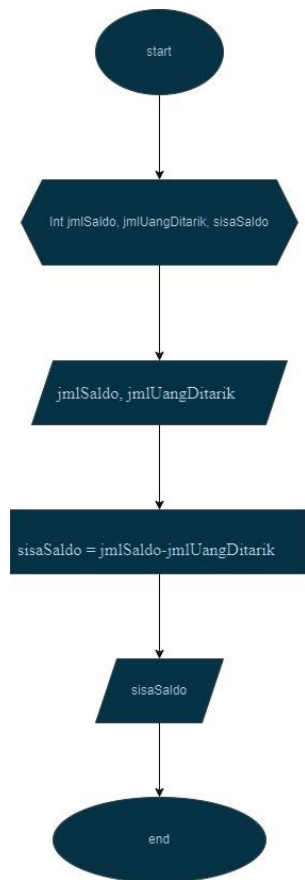 start
Int jmlSaldo, jmlUangDitarik, sisaSaldo
jmlSaldo, jmlUangDitarik
sisaSaldo = jmlSaldo-jmlUangDitarik
sisaSaldo
end